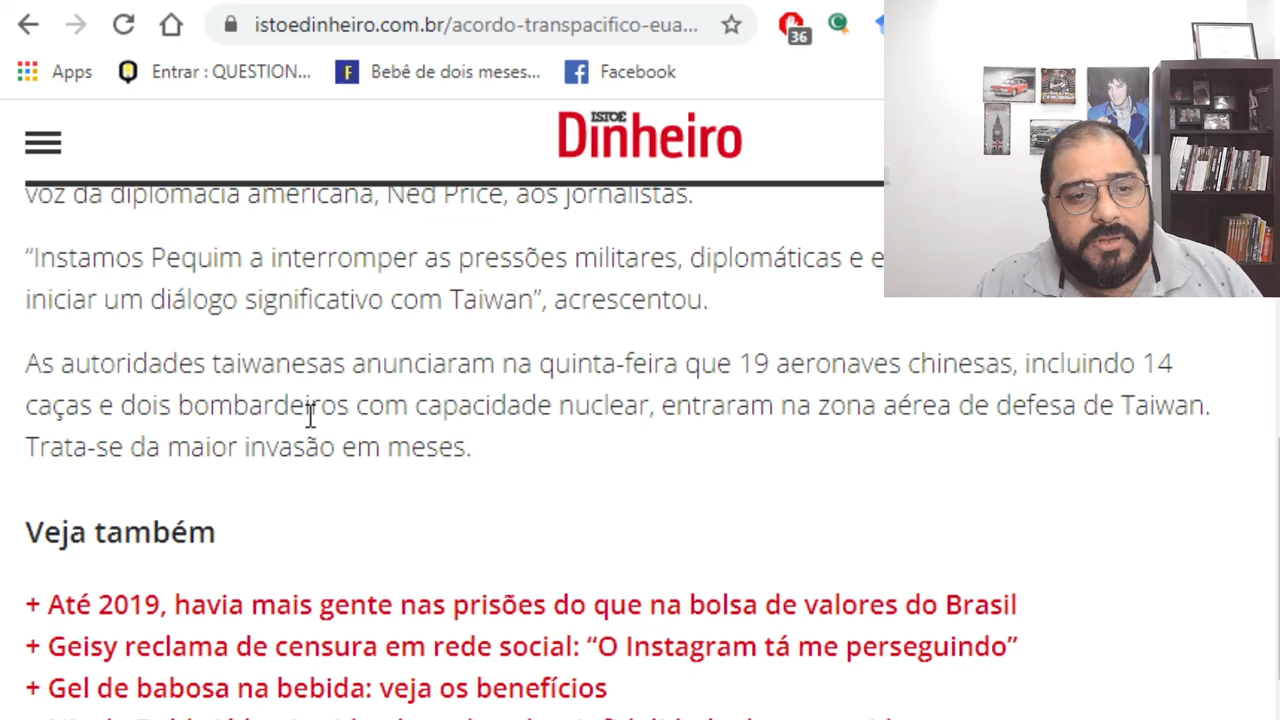 istoedinheiro.com.br/acordo-transpacifico-eua...
36
Apps
Entrar : QUESTION...
F
Bebê de dois meses...
Facebook
ISTOÉ
Dinheiro
voz da diplomacia americana, Ned Price, aos jornalistas.
“Instamos Pequim a interromper as pressões militares, diplomáticas e e
iniciar um diálogo significativo com Taiwan”, acrescentou.
As autoridades taiwanesas anunciaram na quinta-feira que 19 aeronaves chinesas, incluindo 14
caças e dois bombardeiros com capacidade nuclear, entraram na zona aérea de defesa de Taiwan.
Trata-se da maior invasão em meses.
Veja também
+ Até 2019, havia mais gente nas prisões do que na bolsa de valores do Brasil
+ Geisy reclama de censura em rede social: “O Instagram tá me perseguindo”
+ Gel de babosa na bebida: veja os benefícios